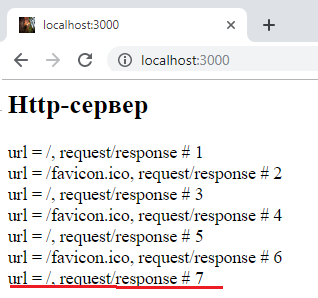 localhost:3000
localhost:3000
Http-сервер
url = /, request/response # 1
url = /favicon.ico, request/response # 2
url = /, request/response # 3
url = /favicon.ico, request/response # 4
url = /, request/response # 5
url = /favicon.ico, request/response # 6
url = /, request/response # 7